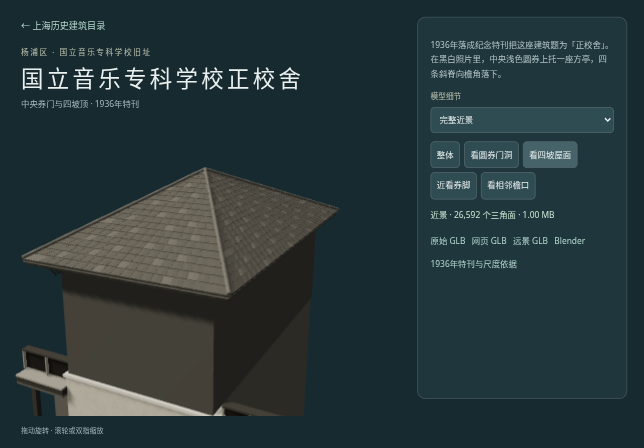 ← 上海历史建筑目录
杨浦区 · 国立音乐专科学校旧址
国立音乐专科学校正校舍
中央券门与四坡顶 · 1936年特刊
1936年落成纪念特刊把这座建筑题为「正校舍」。
在黑白照片里，中央浅色圆券上托一座方亭，四
条斜脊向檐角落下。
模型细节
完整近景
整体 看圆券门洞 看四坡屋面
近看券脚 看相邻檐口
近景 · 26,592 个三角面 · 1.00 MB
原始 GLB 网页 GLB 远景 GLB Blender
1936年特刊与尺度依据
拖动旋转 · 滚轮或双指缩放